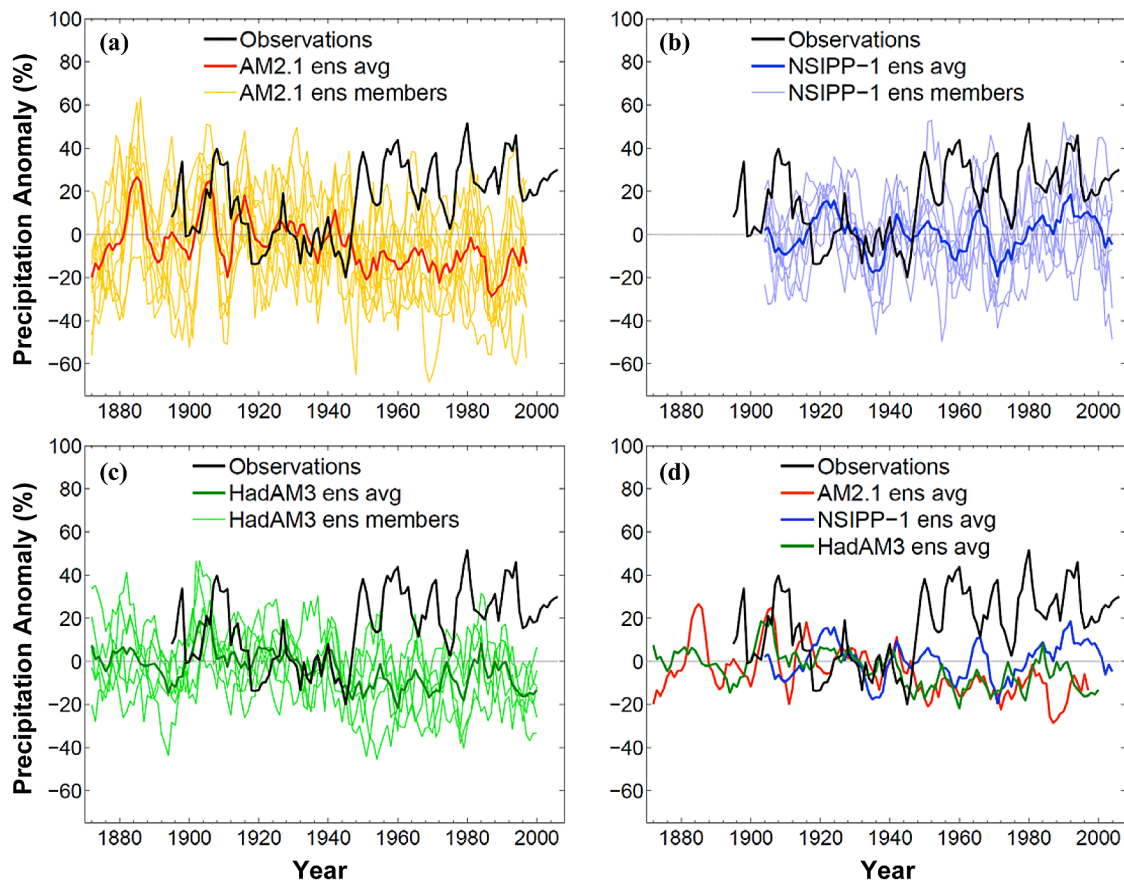 (a)
Observations
AM2.1 ens avg
AM2.1 ens members
Precipitation Anomaly (%)
100
80
60
40
20
0
−20
−40
−60
1880 1900 1920 1940 1960 1980 2000
(b)
Observations
NSIPP−1 ens avg
NSIPP−1 ens members
100
80
60
40
20
0
−20
−40
−60
1880 1900 1920 1940 1960 1980 2000
(c)
Observations
HadAM3 ens avg
HadAM3 ens members
Precipitation Anomaly (%)
100
80
60
40
20
0
−20
−40
−60
1880 1900 1920 1940 1960 1980 2000
Year
(d)
Observations
AM2.1 ens avg
NSIPP−1 ens avg
HadAM3 ens avg
100
80
60
40
20
0
−20
−40
−60
1880 1900 1920 1940 1960 1980 2000
Year